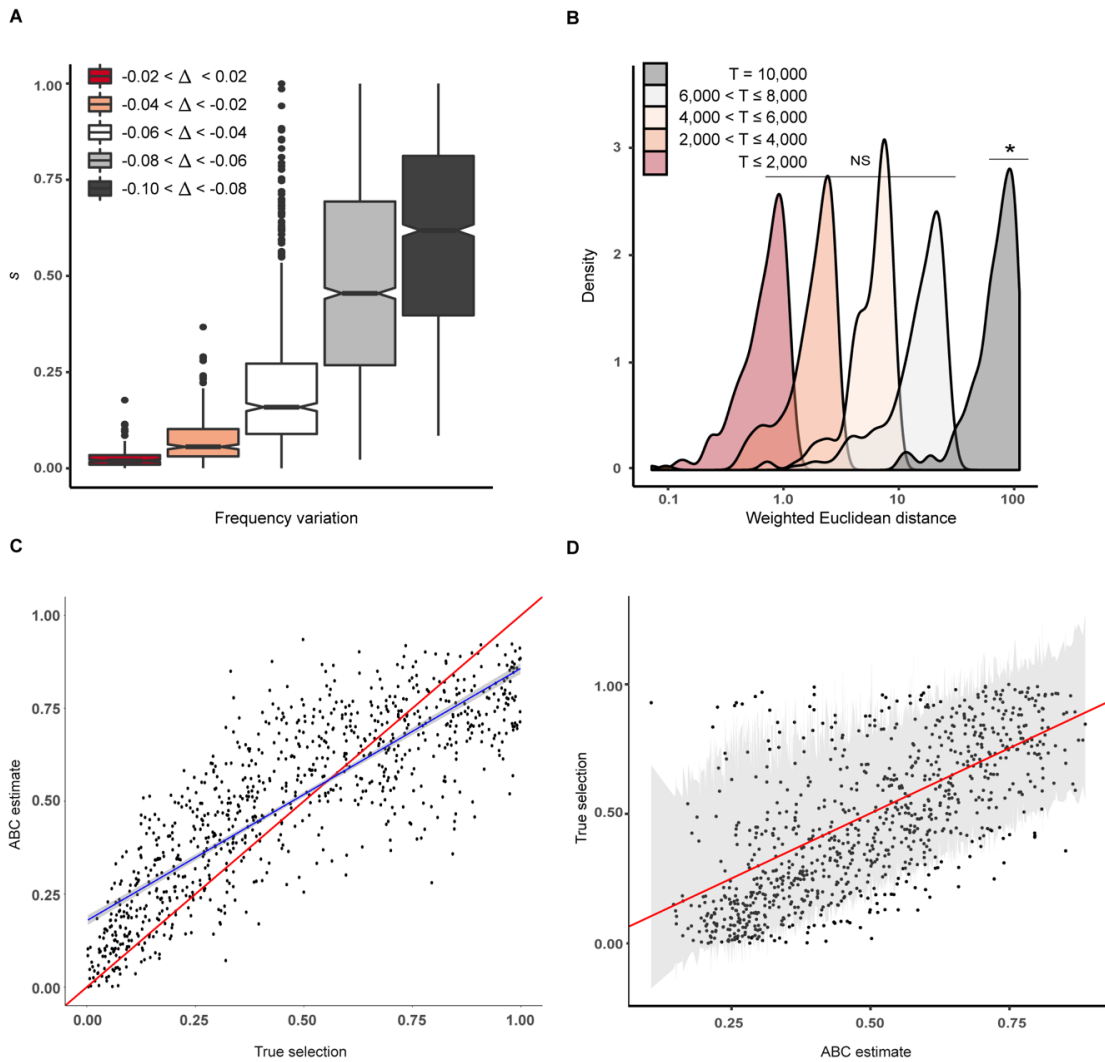 A
-0.02 < Δ < 0.02
-0.04 < Δ < -0.02
-0.06 < Δ < -0.04
-0.08 < Δ < -0.06
-0.10 < Δ < -0.08
1.00
0.75
0.50
0.25
0.00
s
Frequency variation
B
T = 10,000
6,000 < T ≤ 8,000
4,000 < T ≤ 6,000
2,000 < T ≤ 4,000
T ≤ 2,000
NS
*
3
2
1
0
Density
0.1 1.0 10 100
Weighted Euclidean distance
C
1.00
0.75
0.50
0.25
0.00
ABC estimate
0.00 0.25 0.50 0.75 1.00
True selection
D
1.00
0.50
0.00
True selection
0.25 0.50 0.75
ABC estimate